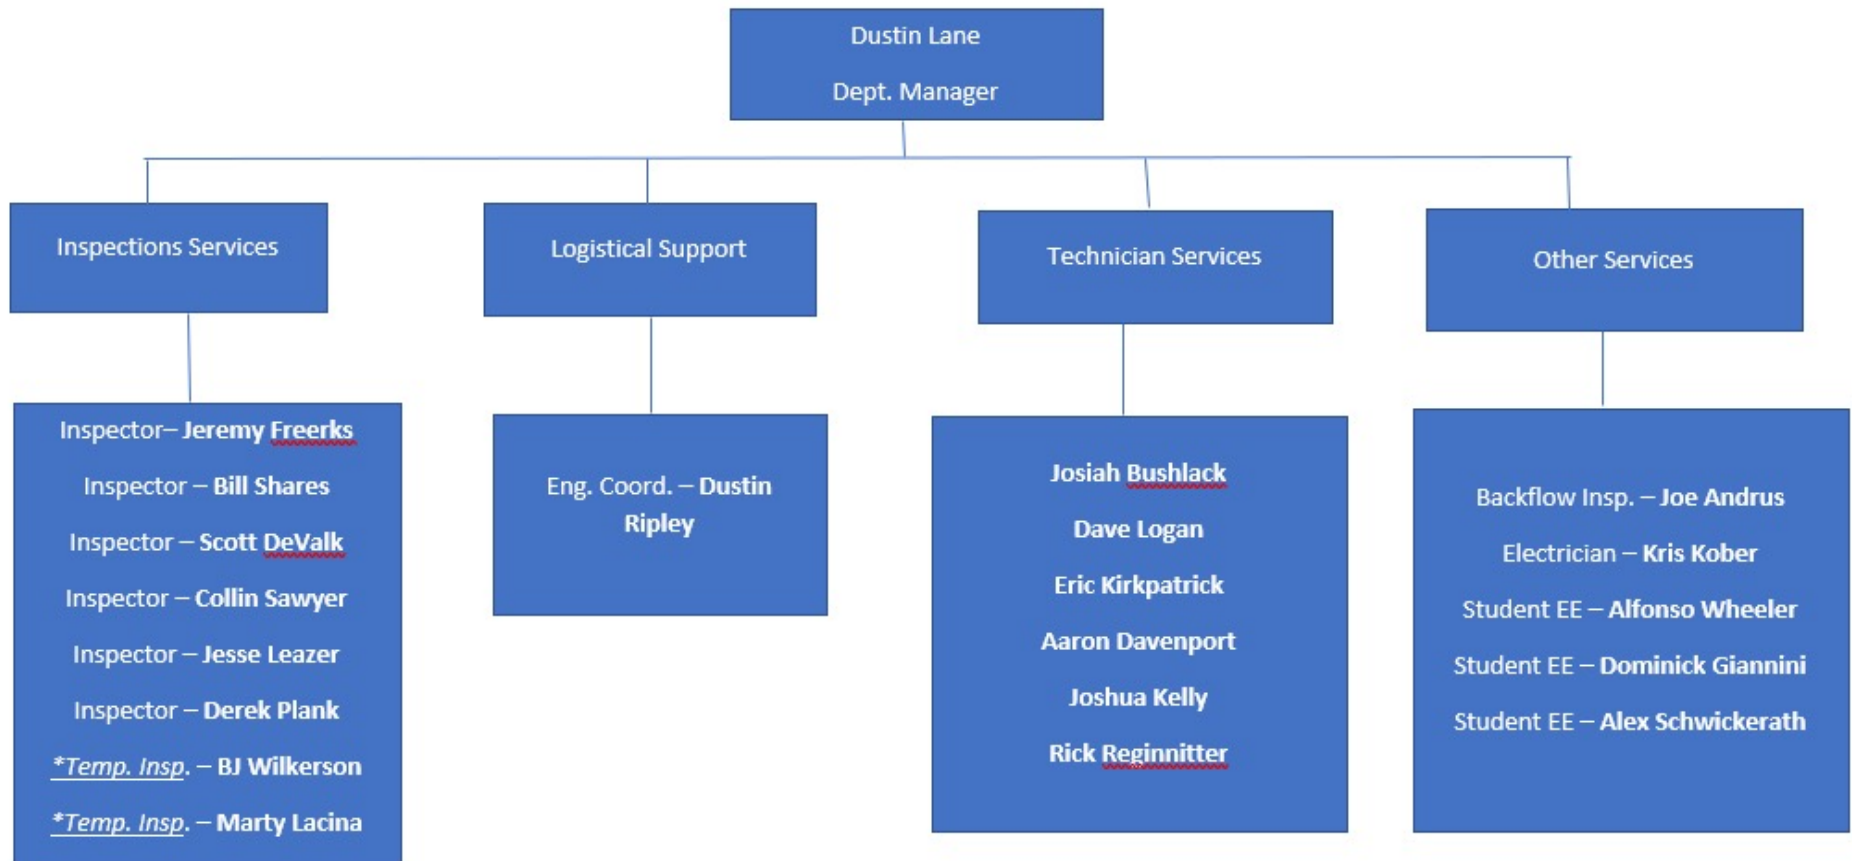 Dustin Lane
Dept. Manager
Inspections Services
Logistical Support
Technician Services
Other Services
Inspector– Jeremy Freerks
Inspector – Bill Shares
Inspector – Scott DeValk
Inspector – Collin Sawyer
Inspector – Jesse Leazer
Inspector – Derek Plank
*Temp. Insp. – BJ Wilkerson
*Temp. Insp. – Marty Lacina
Eng. Coord. – Dustin
Ripley
Josiah Bushlack
Dave Logan
Eric Kirkpatrick
Aaron Davenport
Joshua Kelly
Rick Reginnitter
Backflow Insp. – Joe Andrus
Electrician – Kris Kober
Student EE – Alfonso Wheeler
Student EE – Dominick Giannini
Student EE – Alex Schwickerath